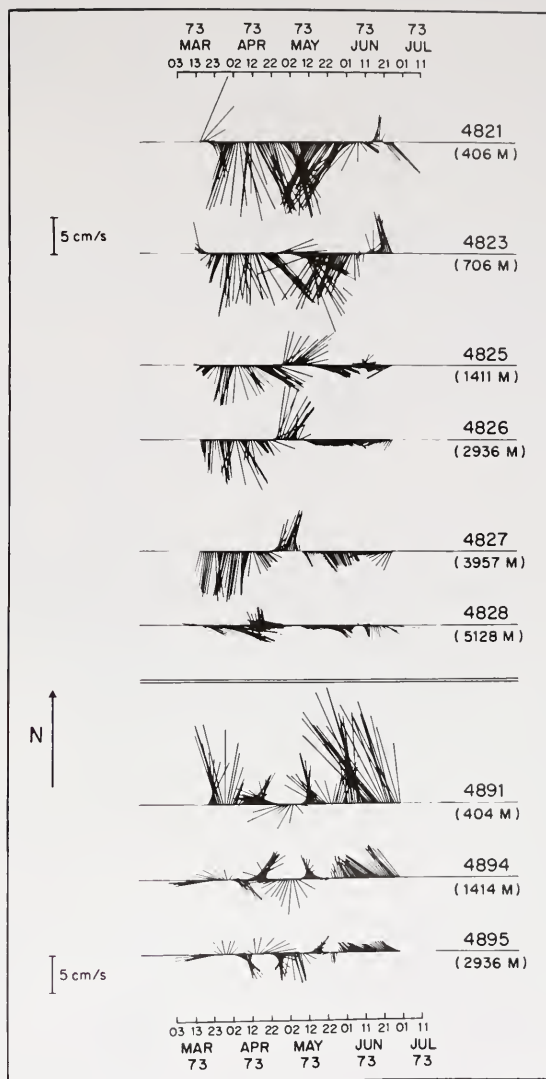 73 73 73 73 73
MAR APR MAY JUN JUL
03 13 23 02 12 22 02 12 22 01 11 21 01 11
4821
(406 M)
5 cm/s
4823
(706 M)
4825
(1411 M)
4826
(2936 M)
4827
(3957 M)
4828
(5128 M)
N
4891
(404 M)
4894
(1414 M)
4895
(2936 M)
5 cm/s
03 13 23 02 12 22 02 12 22 01 11 21 01 11
MAR APR MAY JUN JUL
73 73 73 73 73